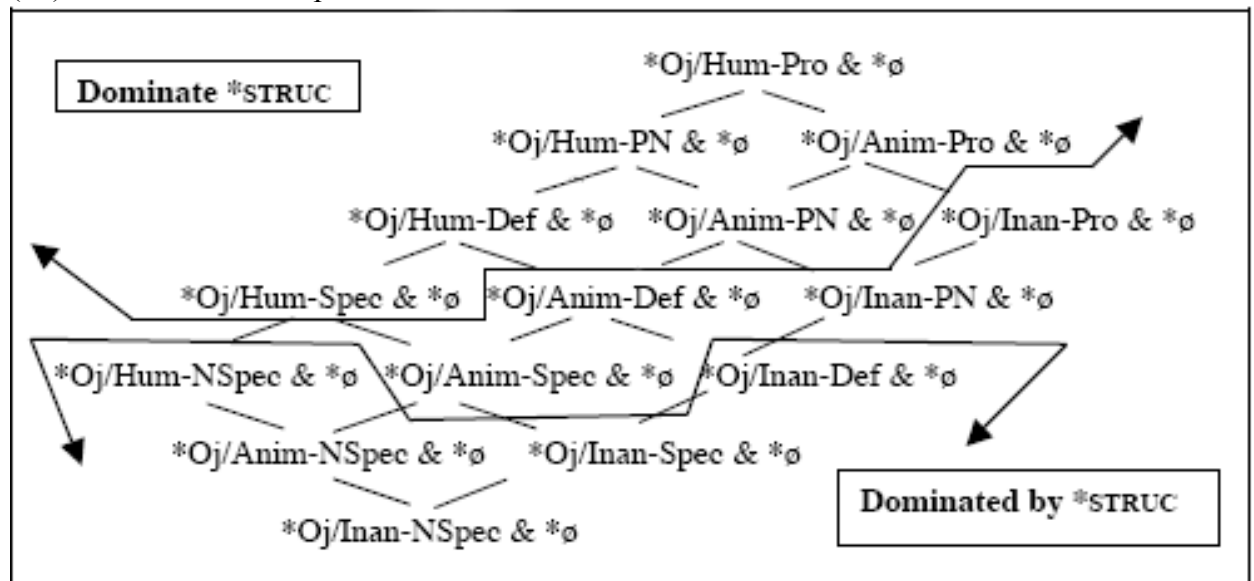 *Oj/Hum-Pro & *ø
Dominate *STRUC
*Oj/Hum-PN & *ø *Oj/Anim-Pro & *ø
*Oj/Hum-Def & *ø *Oj/Anim-PN & *ø *Oj/Inan-Pro & *ø
*Oj/Hum-Spec & *ø *Oj/Anim-Def & *ø *Oj/Inan-PN & *ø
*Oj/Hum-NSpec & *ø *Oj/Anim-Spec & *ø *Oj/Inan-Def & *ø
*Oj/Anim-NSpec & *ø *Oj/Inan-Spec & *ø
Dominated by *STRUC
*Oj/Inan-NSpec & *ø